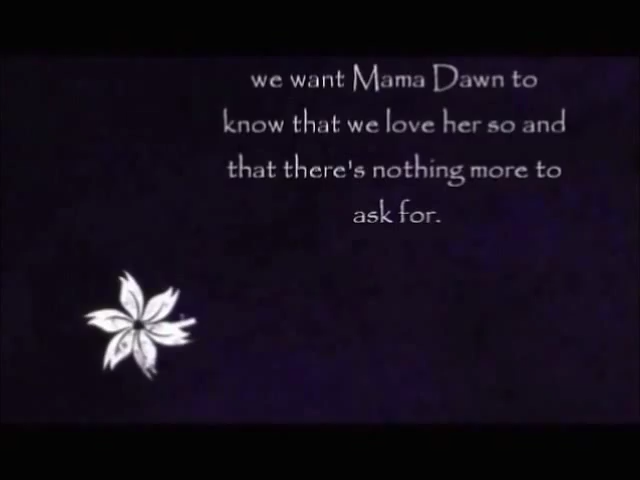 we want Mama Dawn to
know that we love her so and
that there's nothing more to
ask for.